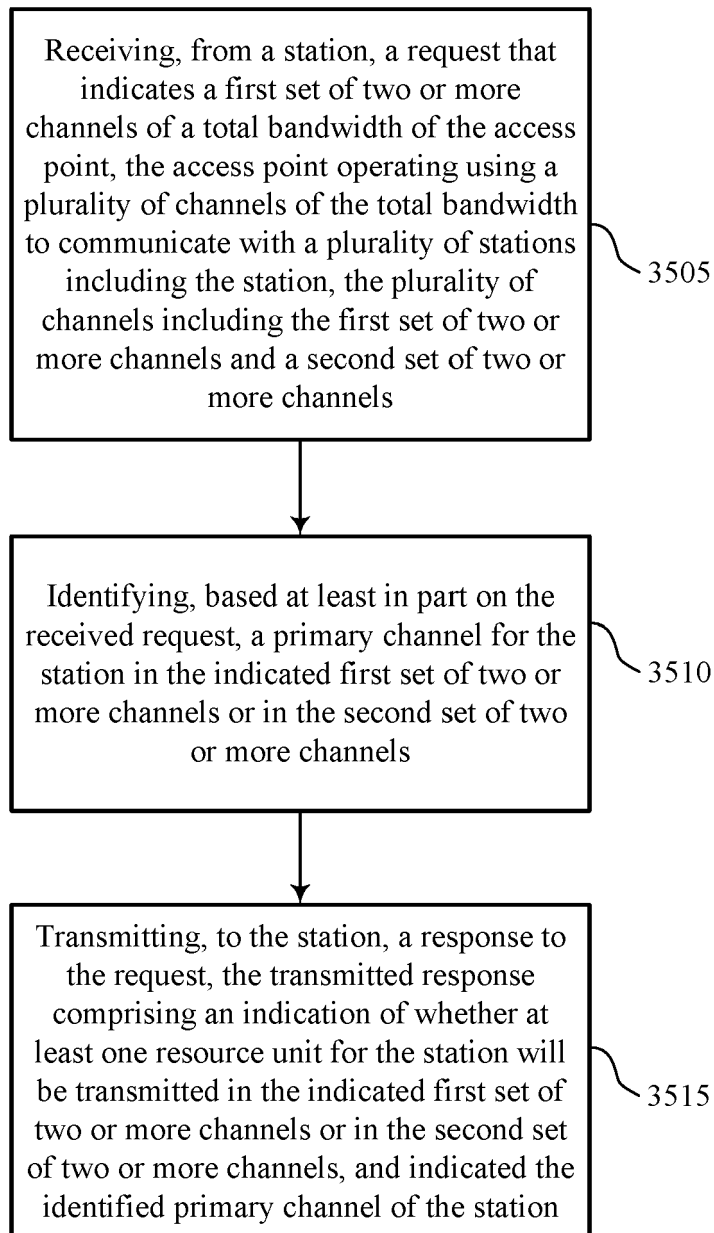 Receiving, from a station, a request that
indicates a first set of two or more
channels of a total bandwidth of the access
point, the access point operating using a
plurality of channels of the total bandwidth
to communicate with a plurality of stations
including the station, the plurality of
channels including the first set of two or
more channels and a second set of two or
more channels
3505
Identifying, based at least in part on the
received request, a primary channel for the
station in the indicated first set of two or
more channels or in the second set of two
or more channels
3510
Transmitting, to the station, a response to
the request, the transmitted response
comprising an indication of whether at
least one resource unit for the station will
be transmitted in the indicated first set of
two or more channels or in the second set
of two or more channels, and indicated the
identified primary channel of the station
3515